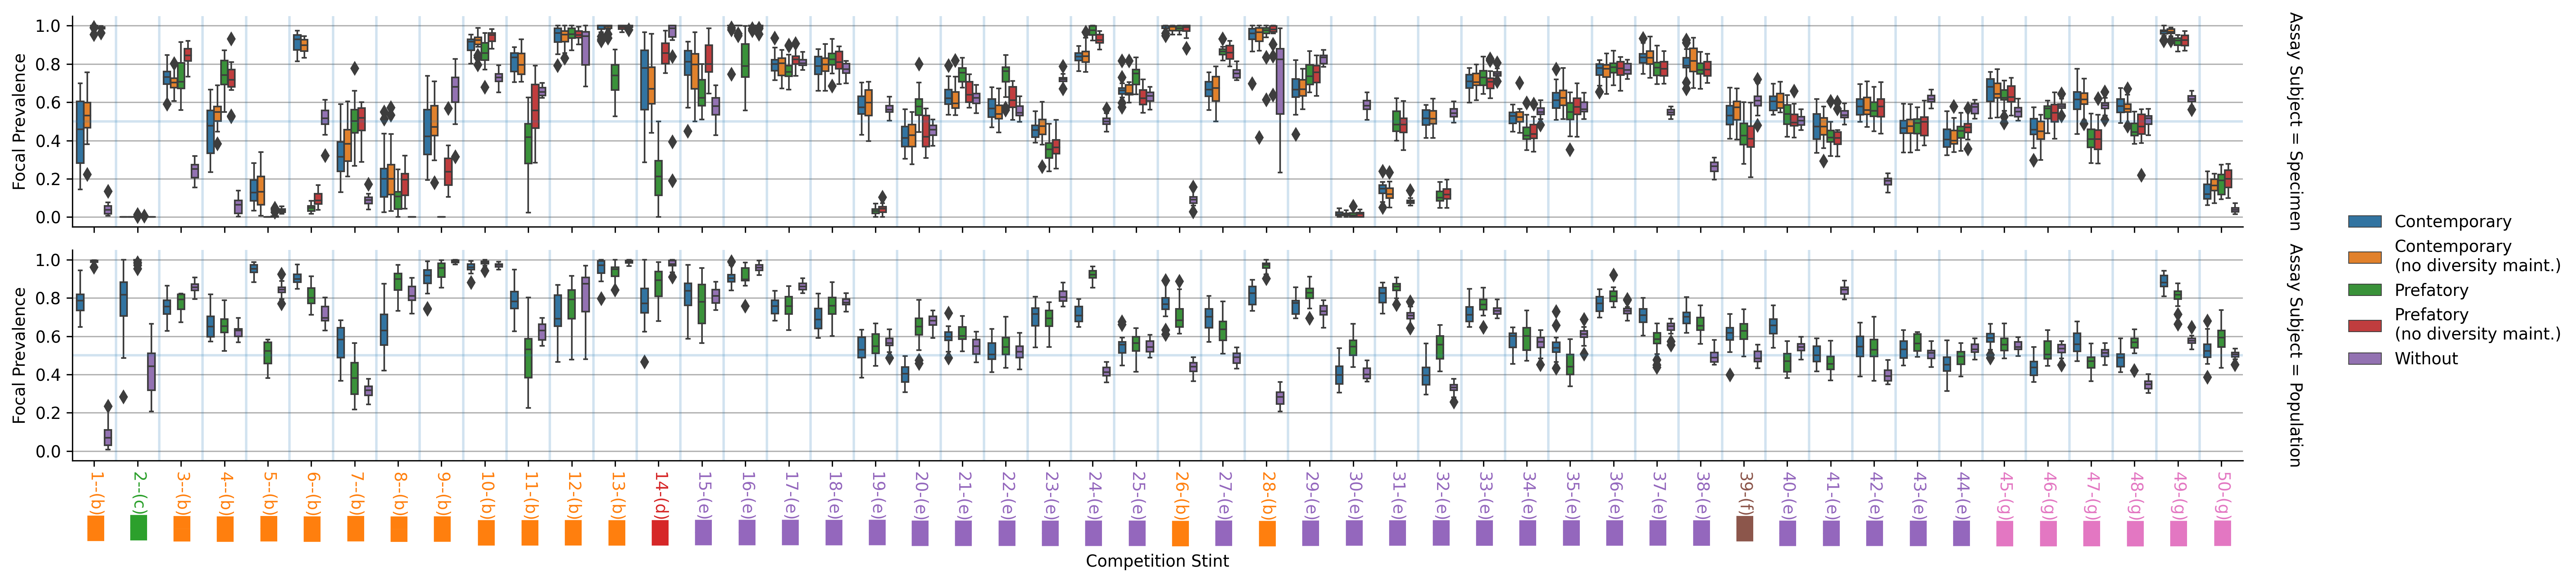 Focal Prevalence
1.0
0.8
0.6
0.4
0.2
0.0
Assay Subject = Specimen
Focal Prevalence
1.0
0.8
0.6
0.4
0.2
0.0
Assay Subject = Population
1--(b)
2--(c)
3--(b)
4--(b)
5--(b)
6--(b)
7--(b)
8--(b)
9--(b)
10-(b)
11-(b)
12-(b)
13-(b)
14-(d)
15-(e)
16-(e)
17-(e)
18-(e)
19-(e)
20-(e)
21-(e)
22-(e)
23-(e)
24-(e)
25-(e)
26-(b)
27-(e)
28-(b)
29-(e)
30-(e)
31-(e)
32-(e)
33-(e)
34-(e)
35-(e)
36-(e)
37-(e)
38-(e)
39-(f)
40-(e)
41-(e)
42-(e)
43-(e)
44-(e)
45-(g)
46-(g)
47-(g)
48-(g)
49-(g)
50-(g)
Competition Stint
Contemporary
Contemporary
(no diversity maint.)
Prefatory
Prefatory
(no diversity maint.)
Without